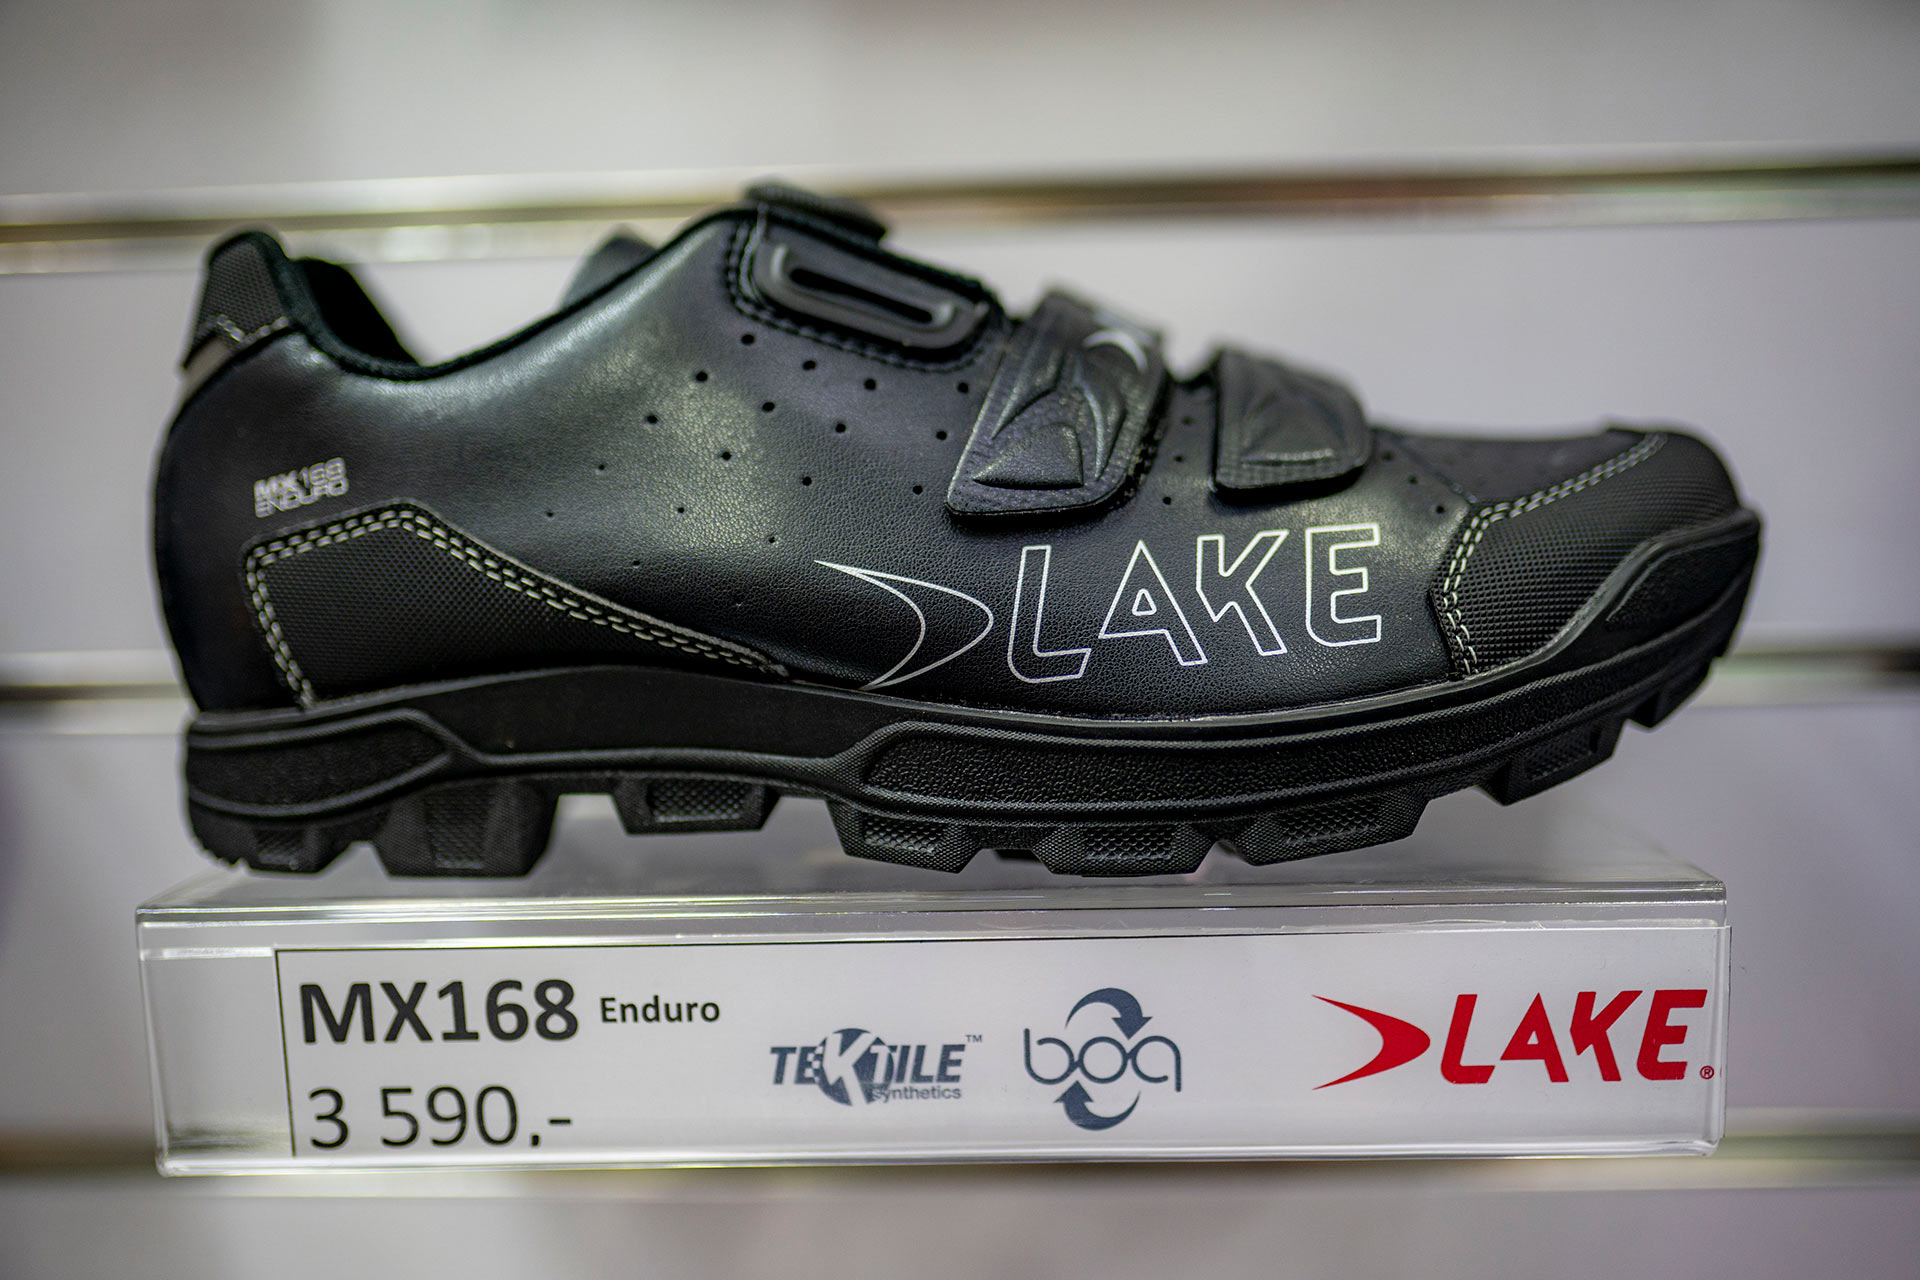 MX168
ENDURO
LAKE
MX168 Enduro
3 590,-
TEKTILE™
synthetics
boa
LAKE®